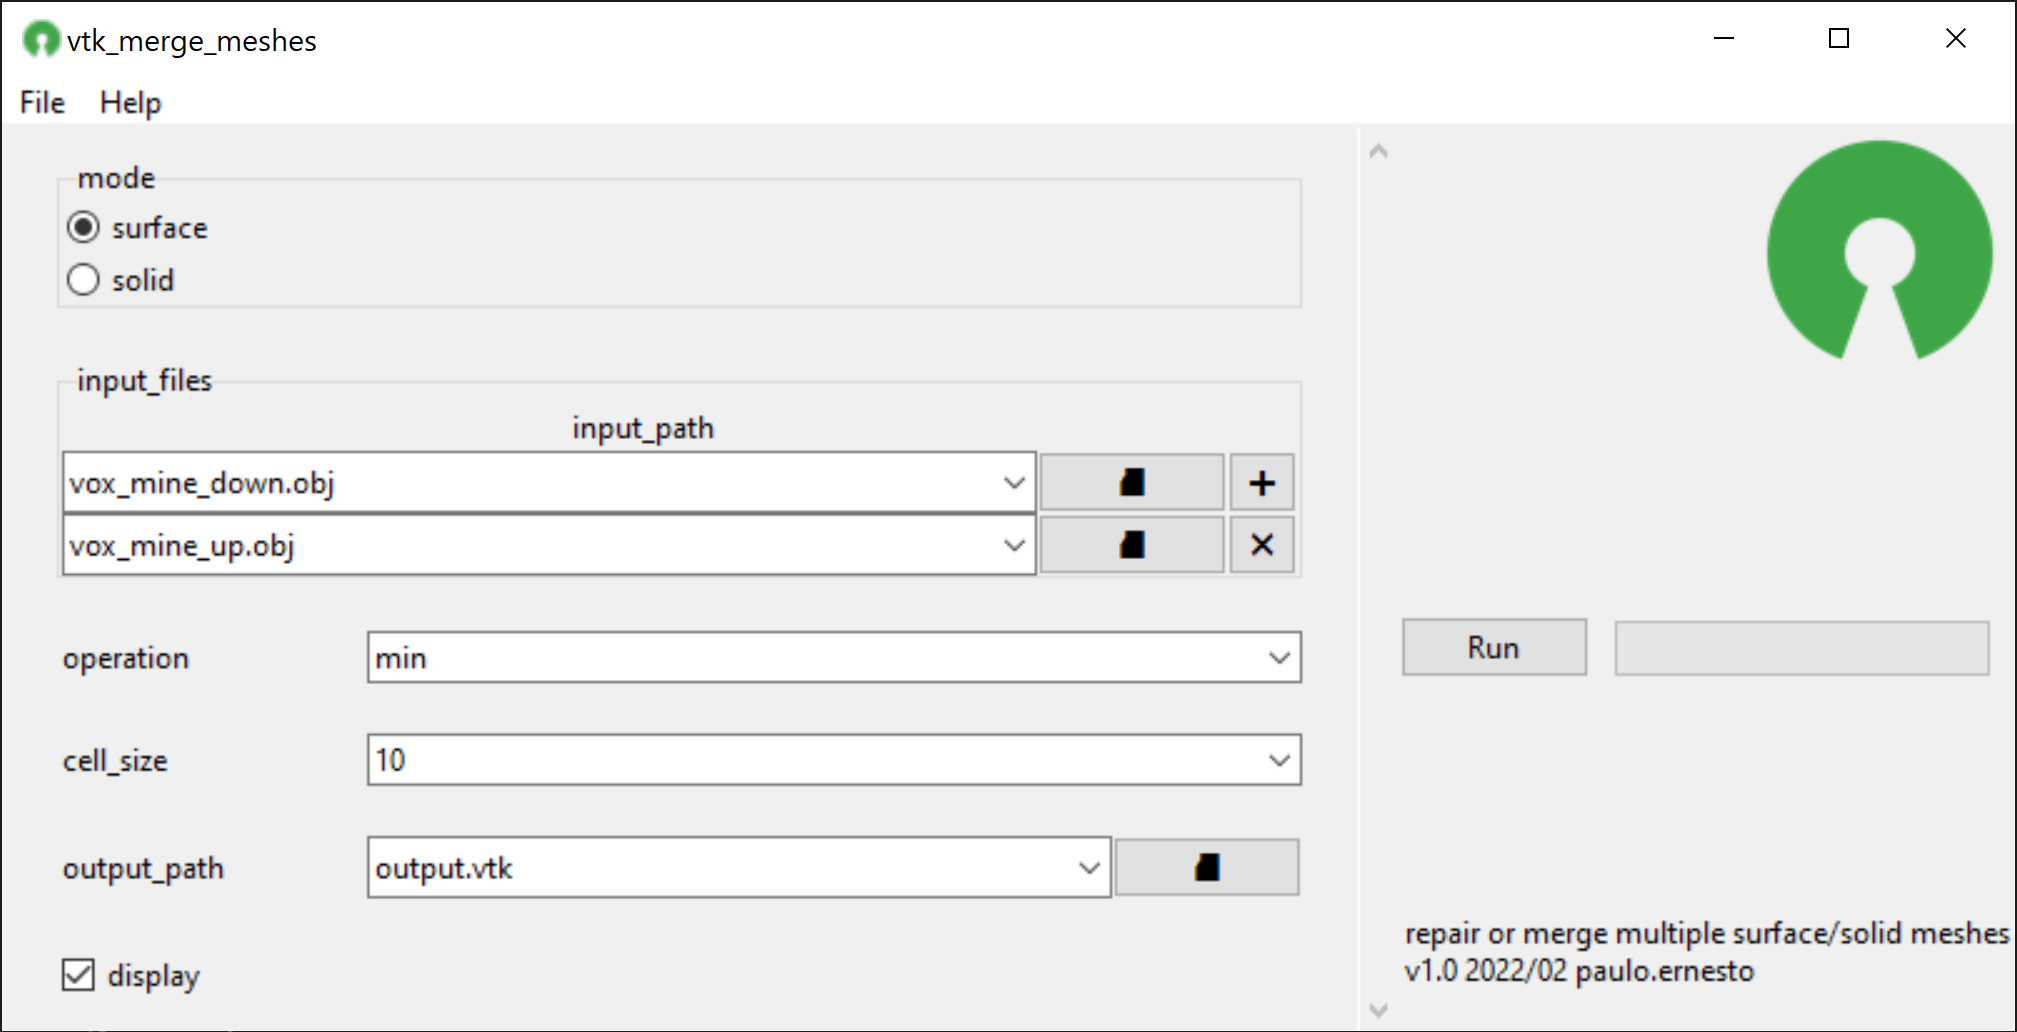 vtk_merge_meshes
File Help
mode
surface
solid
input_files
input_path
vox_mine_down.obj
vox_mine_up.obj
operation min
cell_size 10
output_path output.vtk
display
Run
repair or merge multiple surface/solid meshes
v1.0 2022/02 paulo.ernesto